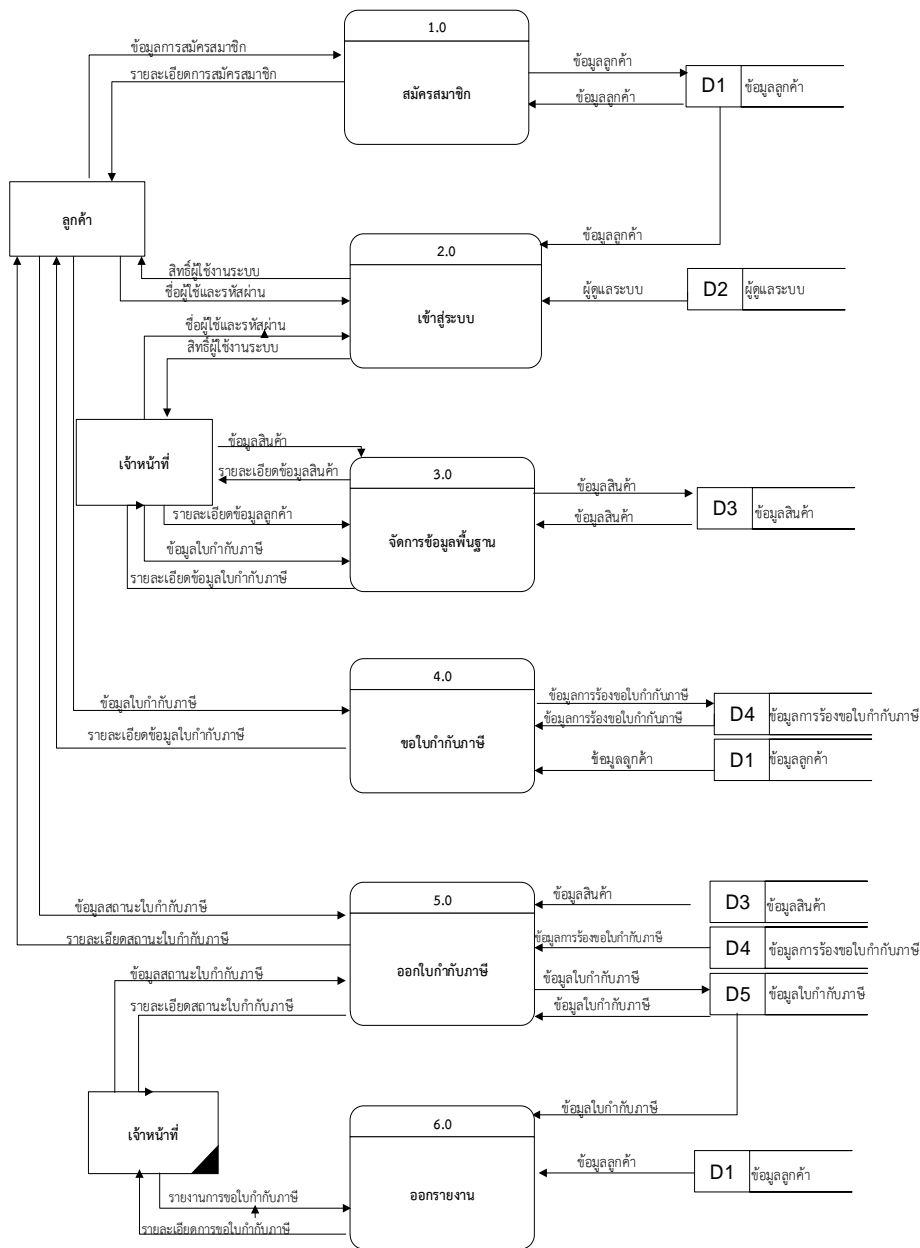 1.0
ข้อมูลการสมัครสมาชิก
ข้อมูลลูกค้า
รายละเอียดการสมัครสมาชิก
D1 ข้อมูลลูกค้า
สมัครสมาชิก
ข้อมูลลูกค้า
ลูกค้า
2.0
ข้อมูลลูกค้า
สิทธิ์ผู้ใช้งานระบบ
ชื่อผู้ใช้และรหัสผ่าน
ผู้ดูแลระบบ
D2 ผู้ดูแลระบบ
เข้าสู่ระบบ
ชื่อผู้ใช้และรหัสผ่าน
สิทธิ์ผู้ใช้งานระบบ
เจ้าหน้าที่
ข้อมูลสินค้า
3.0
รายละเอียดข้อมูลสินค้า
ข้อมูลสินค้า
D3 ข้อมูลสินค้า
รายละเอียดข้อมูลลูกค้า
ข้อมูลสินค้า
จัดการข้อมูลพื้นฐาน
ข้อมูลใบกำกับภาษี
รายละเอียดข้อมูลใบกำกับภาษี
4.0
ข้อมูลใบกำกับภาษี
ข้อมูลการร้องขอใบกำกับภาษี
ข้อมูลการร้องขอใบกำกับภาษี
D4 ข้อมูลการร้องขอใบกำกับภาษี
รายละเอียดข้อมูลใบกำกับภาษี
ขอใบกำกับภาษี
ข้อมูลลูกค้า
D1 ข้อมูลลูกค้า
5.0
ข้อมูลสถานะใบกำกับภาษี
ข้อมูลสินค้า
D3 ข้อมูลสินค้า
รายละเอียดสถานะใบกำกับภาษี
ข้อมูลการร้องขอใบกำกับภาษี
D4 ข้อมูลการร้องขอใบกำกับภาษี
ออกใบกำกับภาษี
ข้อมูลสถานะใบกำกับภาษี
ข้อมูลใบกำกับภาษี
D5 ข้อมูลใบกำกับภาษี
รายละเอียดสถานะใบกำกับภาษี
ข้อมูลใบกำกับภาษี
เจ้าหน้าที่
6.0
ข้อมูลใบกำกับภาษี
ข้อมูลลูกค้า
D1 ข้อมูลลูกค้า
รายงานการขอใบกำกับภาษี
ออกรายงาน
รายละเอียดการขอใบกำกับภาษี